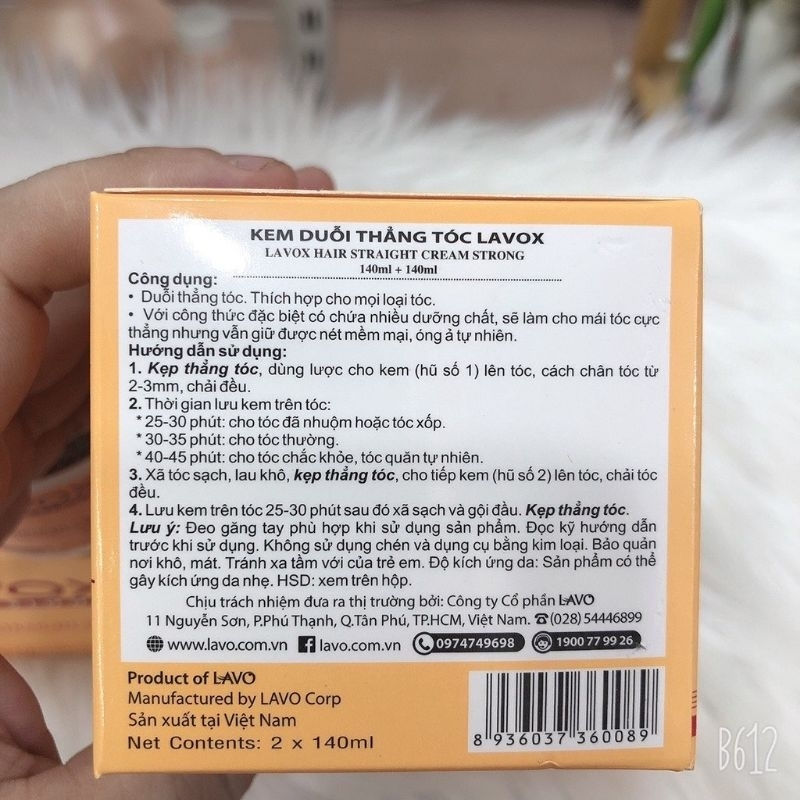 KEM DUỖI THẲNG TÓC LAVOX
LAVOX HAIR STRAIGHT CREAM STRONG
140ml + 140ml
Công dụng:
• Duỗi thẳng tóc. Thích hợp cho mọi loại tóc.
• Với công thức đặc biệt có chứa nhiều dưỡng chất, sẽ làm cho mái tóc cực
thẳng nhưng vẫn giữ được nét mềm mại, óng ả tự nhiên.
Hướng dẫn sử dụng:
1. Kẹp thẳng tóc, dùng lược cho kem (hũ số 1) lên tóc, cách chân tóc từ
2-3mm, chải đều.
2. Thời gian lưu kem trên tóc:
* 25-30 phút: cho tóc đã nhuộm hoặc tóc xốp.
* 30-35 phút: cho tóc thường.
* 40-45 phút: cho tóc chắc khỏe, tóc quăn tự nhiên.
3. Xã tóc sạch, lau khô, kẹp thẳng tóc, cho tiếp kem (hũ số 2) lên tóc, chải tóc
đều.
4. Lưu kem trên tóc 25-30 phút sau đó xã sạch và gội đầu. Kẹp thẳng tóc.
Lưu ý: Đeo găng tay phù hợp khi sử dụng sản phẩm. Đọc kỹ hướng dẫn
trước khi sử dụng. Không sử dụng chén và dụng cụ bằng kim loại. Bảo quản
nơi khô, mát. Tránh xa tầm với của trẻ em. Độ kích ứng da: Sản phẩm có thể
gây kích ứng da nhẹ. HSD: xem trên hộp.
Chịu trách nhiệm đưa ra thị trường bởi: Công ty Cổ phần LAVO
11 Nguyễn Sơn, P.Phú Thạnh, Q.Tân Phú, TP.HCM, Việt Nam. ☎(028) 54446899
www.lavo.com.vn lavo.com.vn 0974749698 1900 77 99 26
Product of LAVO
Manufactured by LAVO Corp
Sản xuất tại Việt Nam
Net Contents: 2 x 140ml
8 936037 360089
B612